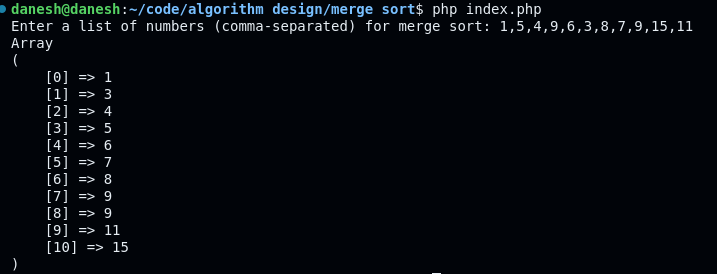 danesh@danesh:~/code/algorithm design/merge sort$ php index.php
Enter a list of numbers (comma-separated) for merge sort: 1,5,4,9,6,3,8,7,9,15,11
Array
(
    [0] => 1
    [1] => 3
    [2] => 4
    [3] => 5
    [4] => 6
    [5] => 7
    [6] => 8
    [7] => 9
    [8] => 9
    [9] => 11
    [10] => 15
)